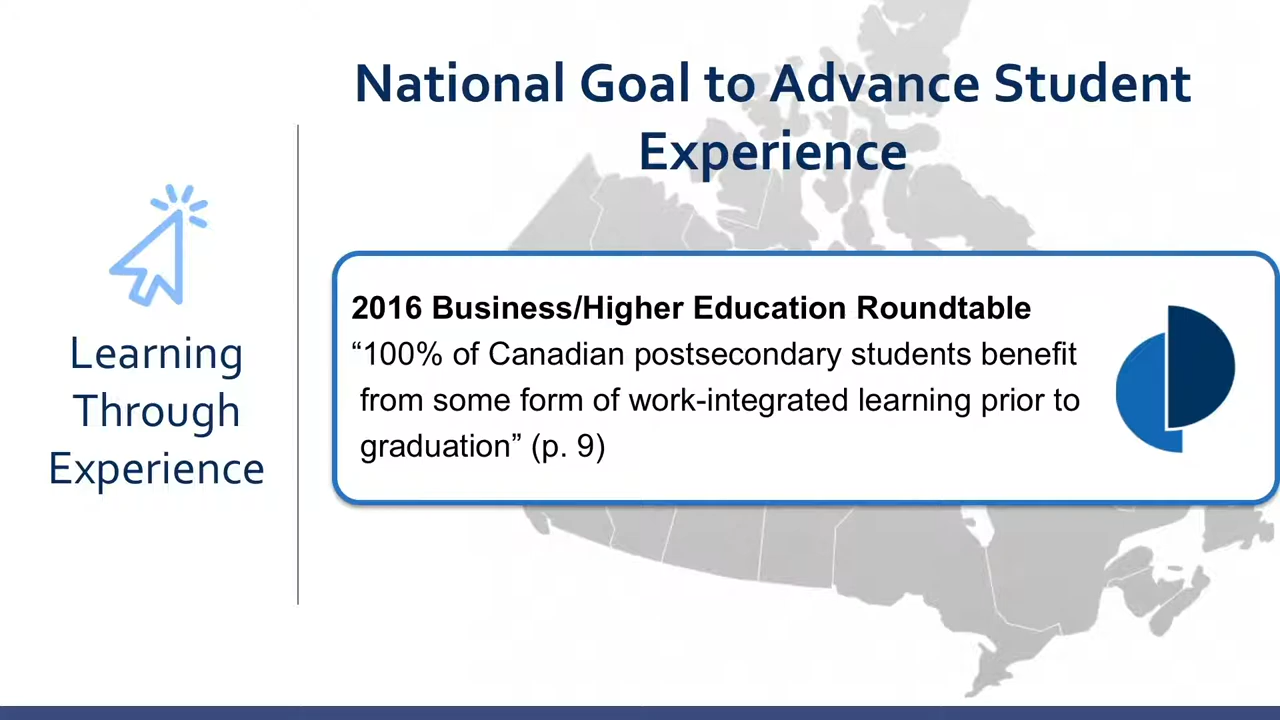 National Goal to Advance Student
Experience
Learning
Through
Experience
2016 Business/Higher Education Roundtable
“100% of Canadian postsecondary students benefit
from some form of work-integrated learning prior to
graduation” (p. 9)